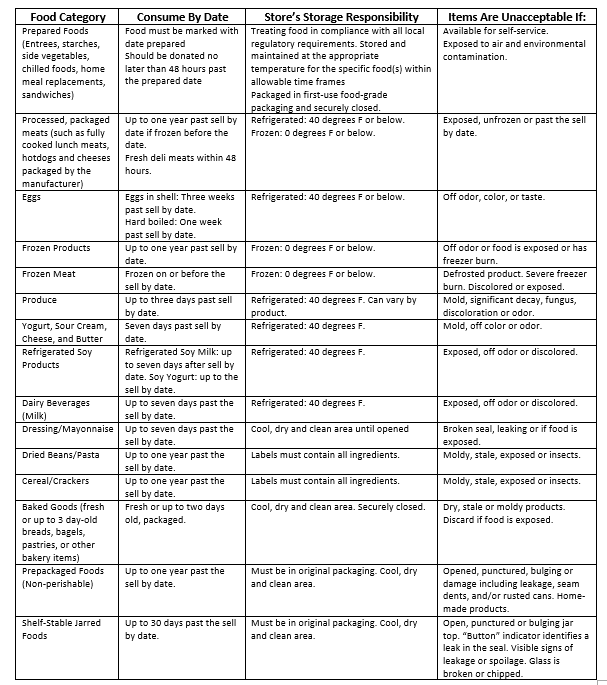 Food Category
Consume By Date
Store's Storage Responsibility
Items Are Unacceptable If:
Prepared Foods
(Entrees, starches,
side vegetables,
chilled foods, home
meal replacements,
sandwiches)
Food must be marked with
date prepared
Should be donated no
later than 48 hours past
the prepared date
Treating food in compliance with all local
regulatory requirements. Stored and
maintained at the appropriate
temperature for the specific food(s) within
allowable time frames
Packaged in first-use food-grade
packaging and securely closed.
Available for self-service.
Exposed to air and environmental
contamination.
Processed, packaged
meats (such as fully
cooked lunch meats,
hotdogs and cheeses
packaged by the
manufacturer)
Up to one year past sell by
date if frozen before the
date.
Fresh deli meats within 48
hours.
Refrigerated: 40 degrees F or below.
Frozen: 0 degrees F or below.
Exposed, unfrozen or past the sell
by date.
Eggs
Eggs in shell: Three weeks
past sell by date.
Hard boiled: One week
past sell by date.
Refrigerated: 40 degrees F or below.
Off odor, color, or taste.
Frozen Products
Up to one year past sell by
date.
Frozen: 0 degrees F or below.
Off odor or food is exposed or has
freezer burn.
Frozen Meat
Frozen on or before the
sell by date.
Frozen: 0 degrees F or below.
Defrosted product. Severe freezer
burn. Discolored or exposed.
Produce
Up to three days past sell
by date.
Refrigerated: 40 degrees F. Can vary by
product.
Mold, significant decay, fungus,
discoloration or odor.
Yogurt, Sour Cream,
Cheese, and Butter
Seven days past sell by
date.
Refrigerated: 40 degrees F.
Mold, off color or odor.
Refrigerated Soy
Products
Refrigerated Soy Milk: up
to seven days after sell by
date. Soy Yogurt: up to the
sell by date.
Refrigerated: 40 degrees F.
Exposed, off odor or discolored.
Dairy Beverages
(Milk)
Up to seven days past the
sell by date.
Refrigerated: 40 degrees F.
Exposed, off odor or discolored.
Dressing/Mayonnaise
Up to seven days past the
sell by date.
Cool, dry and clean area until opened
Broken seal, leaking or if food is
exposed.
Dried Beans/Pasta
Up to one year past the
sell by date.
Labels must contain all ingredients.
Moldy, stale, exposed or insects.
Cereal/Crackers
Up to one year past the
sell by date.
Labels must contain all ingredients.
Moldy, stale, exposed or insects.
Baked Goods (fresh
or up to 3 day-old
breads, bagels,
pastries, or other
bakery items)
Fresh or up to two days
old, packaged.
Cool, dry and clean area. Securely closed.
Dry, stale or moldy products.
Discard if food is exposed.
Prepackaged Foods
(Non-perishable)
Up to one year past the
sell by date.
Must be in original packaging. Cool, dry
and clean area.
Opened, punctured, bulging or
damage including leakage, seam
dents, and/or rusted cans. Home-
made products.
Shelf-Stable Jarred
Foods
Up to 30 days past the sell
by date.
Must be in original packaging. Cool, dry
and clean area.
Open, punctured or bulging jar
top. "Button" indicator identifies a
leak in the seal. Visible signs of
leakage or spoilage. Glass is
broken or chipped.